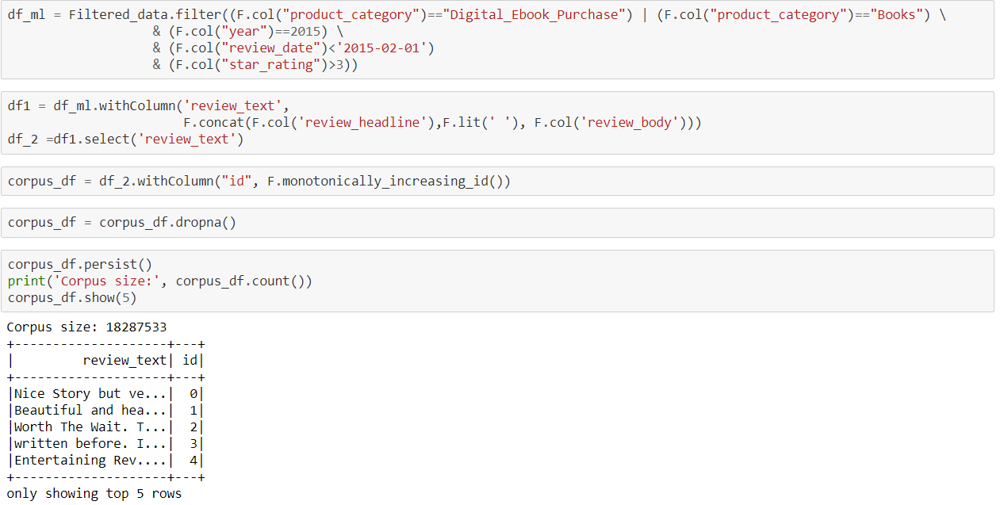 df_ml = Filtered_data.filter((F.col("product_category")=="Digital_Ebook_Purchase") | (F.col("product_category")=="Books") \
                   & (F.col("year")==2015) \
                   & (F.col("review_date")<'2015-02-01')
                   & (F.col("star_rating")>3))
df1 = df_ml.withColumn('review_text',
                       F.concat(F.col('review_headline'),F.lit(' '), F.col('review_body')))
df_2 =df1.select('review_text')
corpus_df = df_2.withColumn("id", F.monotonically_increasing_id())
corpus_df = corpus_df.dropna()
corpus_df.persist()
print('Corpus size:', corpus_df.count())
corpus_df.show(5)
Corpus size: 18287533
+--------------------+---+
|         review_text| id|
+--------------------+---+
|Nice Story but ve...|  0|
|Beautiful and hea...|  1|
|Worth The Wait. T...|  2|
|written before. I...|  3|
|Entertaining Rev....|  4|
+--------------------+---+
only showing top 5 rows